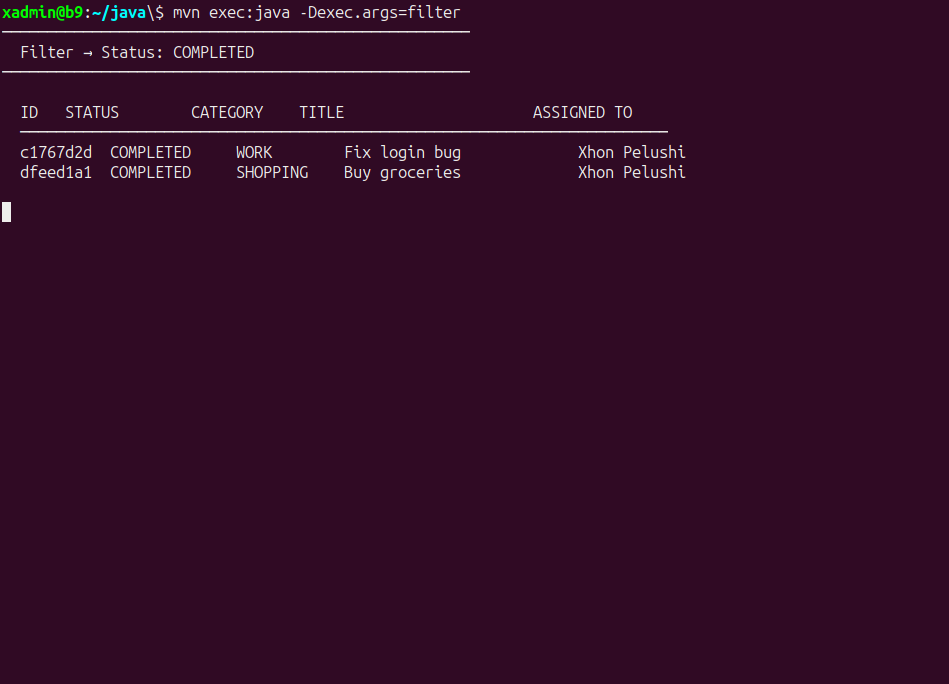 xadmin@b9:~/java\$ mvn exec:java -Dexec.args=filter
Filter → Status: COMPLETED
ID STATUS CATEGORY TITLE ASSIGNED TO
c1767d2d COMPLETED WORK Fix login bug Xhon Pelushi
dfeed1a1 COMPLETED SHOPPING Buy groceries Xhon Pelushi